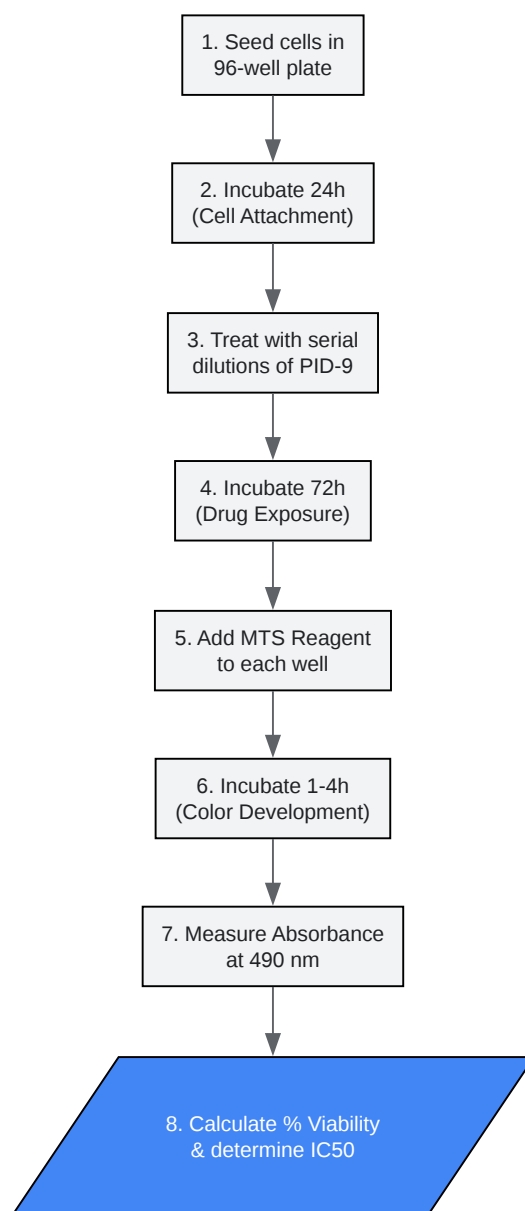 1. Seed cells in
96-well plate
2. Incubate 24h
(Cell Attachment)
3. Treat with serial
dilutions of PID-9
4. Incubate 72h
(Drug Exposure)
5. Add MTS Reagent
to each well
6. Incubate 1-4h
(Color Development)
7. Measure Absorbance
at 490 nm
8. Calculate % Viability
& determine IC50